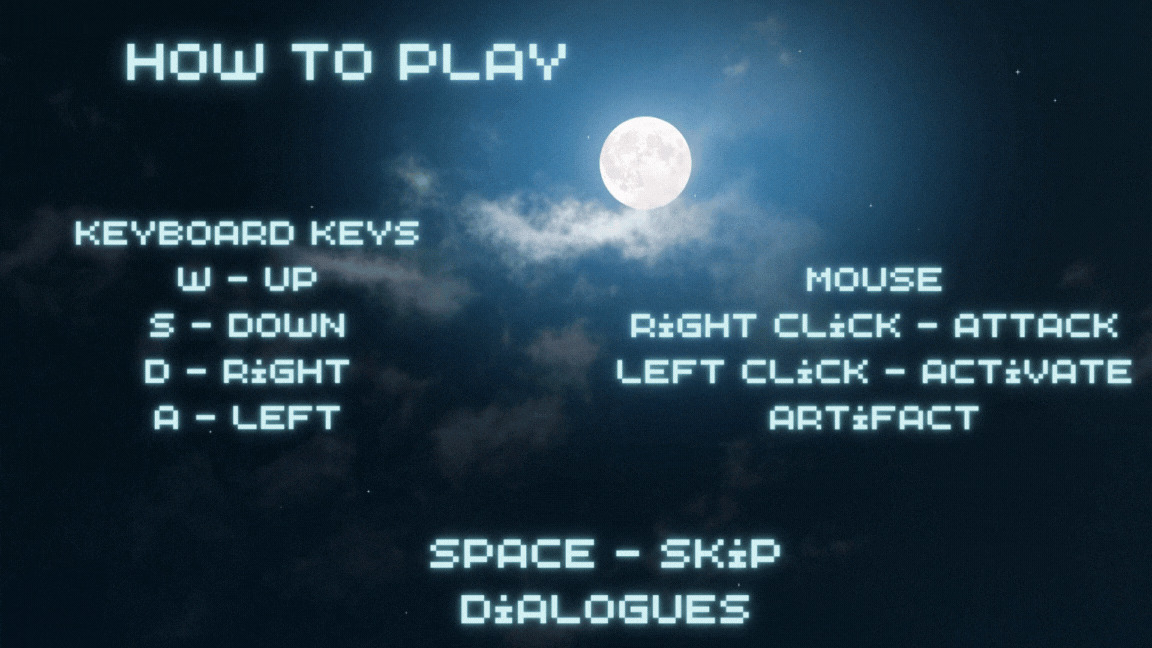 HOW TO PLAY
KEYBOARD KEYS
W - UP
S - DOWN
D - RiGHT
A - LEFT
MOUSE
RiGHT CLiCK - ATTACK
LEFT CLiCK - ACTiVATE
ARTiFACT
SPACE - SKiP
DiALOGUES